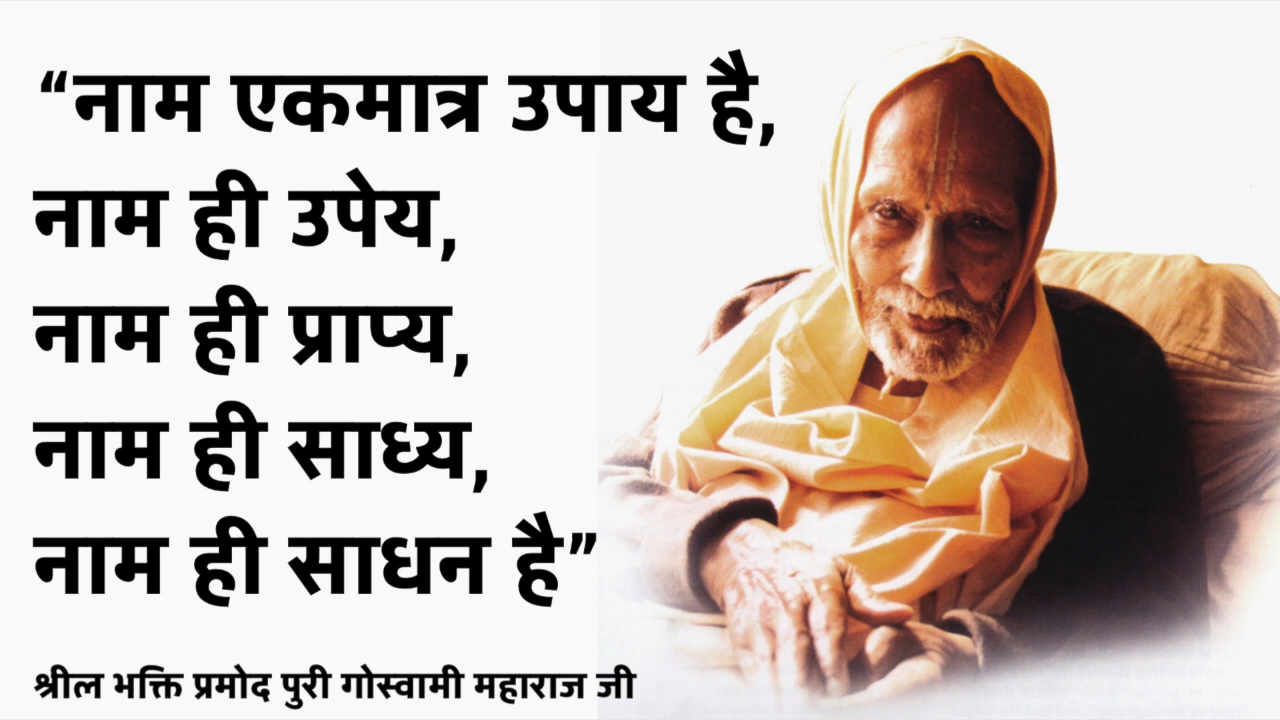 “नाम एकमात्र उपाय है,
नाम ही उपेय,
नाम ही प्राप्य,
नाम ही साध्य,
नाम ही साधन है”
श्रील भक्ति प्रमोद पुरी गोस्वामी महाराज जी